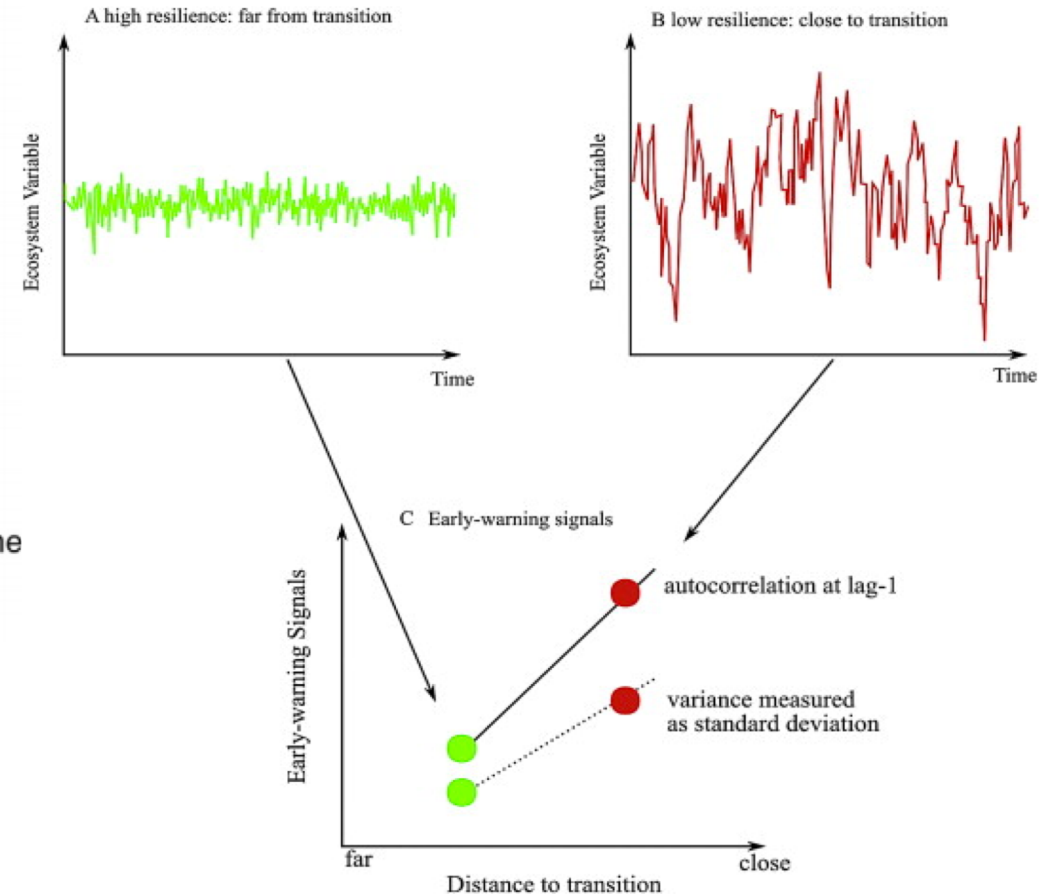 A high resilience: far from transition
Ecosystem Variable
Time
B low resilience: close to transition
Ecosystem Variable
Time
C Early-warning signals
Early-warning Signals
autocorrelation at lag-1
variance measured
as standard deviation
far
close
Distance to transition